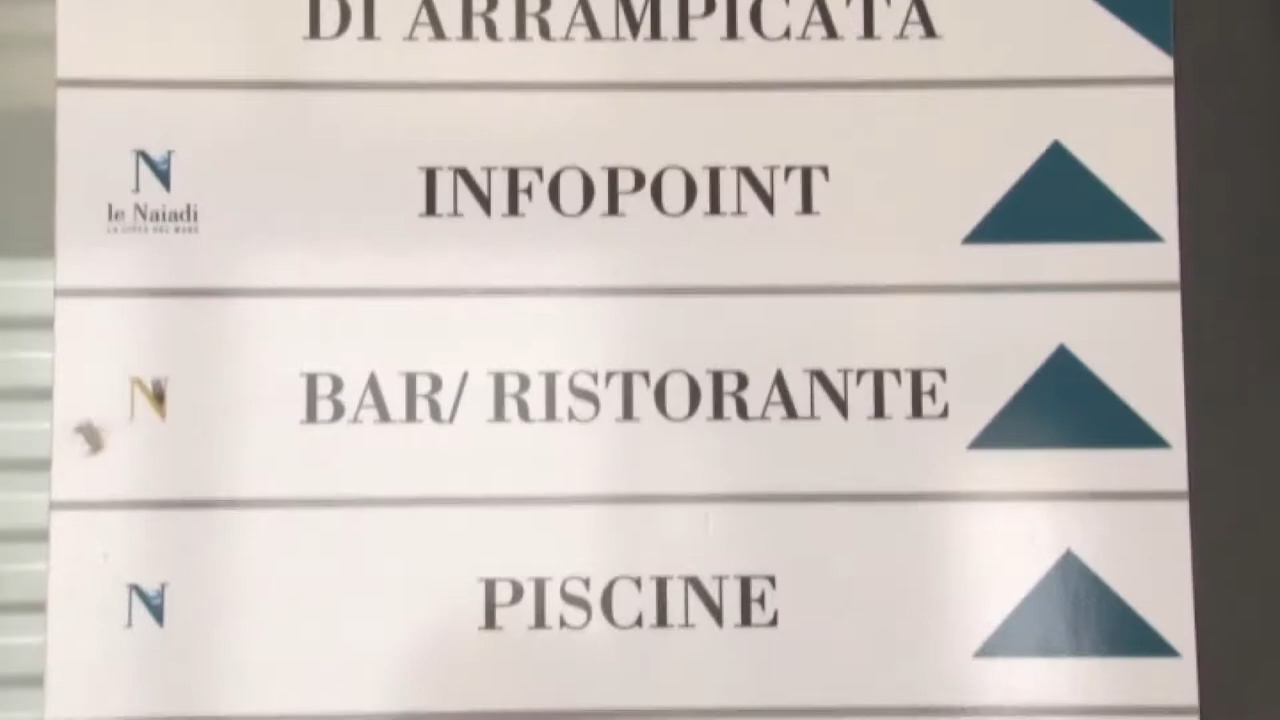 DI ARRAMPICATA
N
le Naiadi
INFOPOINT
N
BAR/ RISTORANTE
N
PISCINE